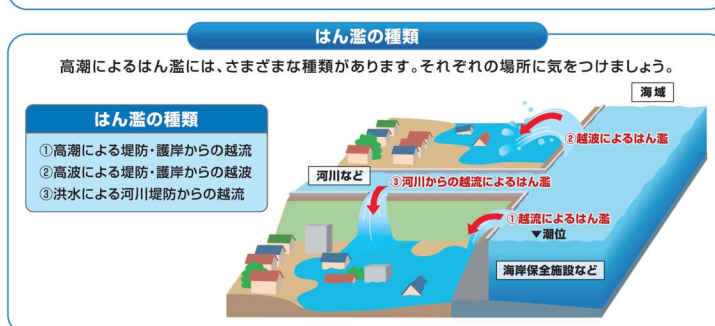 はん濫の種類
高潮によるはん濫には、さまざまな種類があります。それぞれの場所に気をつけましょう。
はん濫の種類
①高潮による堤防・護岸からの越流
②高波による堤防・護岸からの越波
③洪水による河川堤防からの越流
海域
②越波によるはん濫
河川など
③河川からの越流によるはん濫
①越流によるはん濫
▼潮位
海岸保全施設など